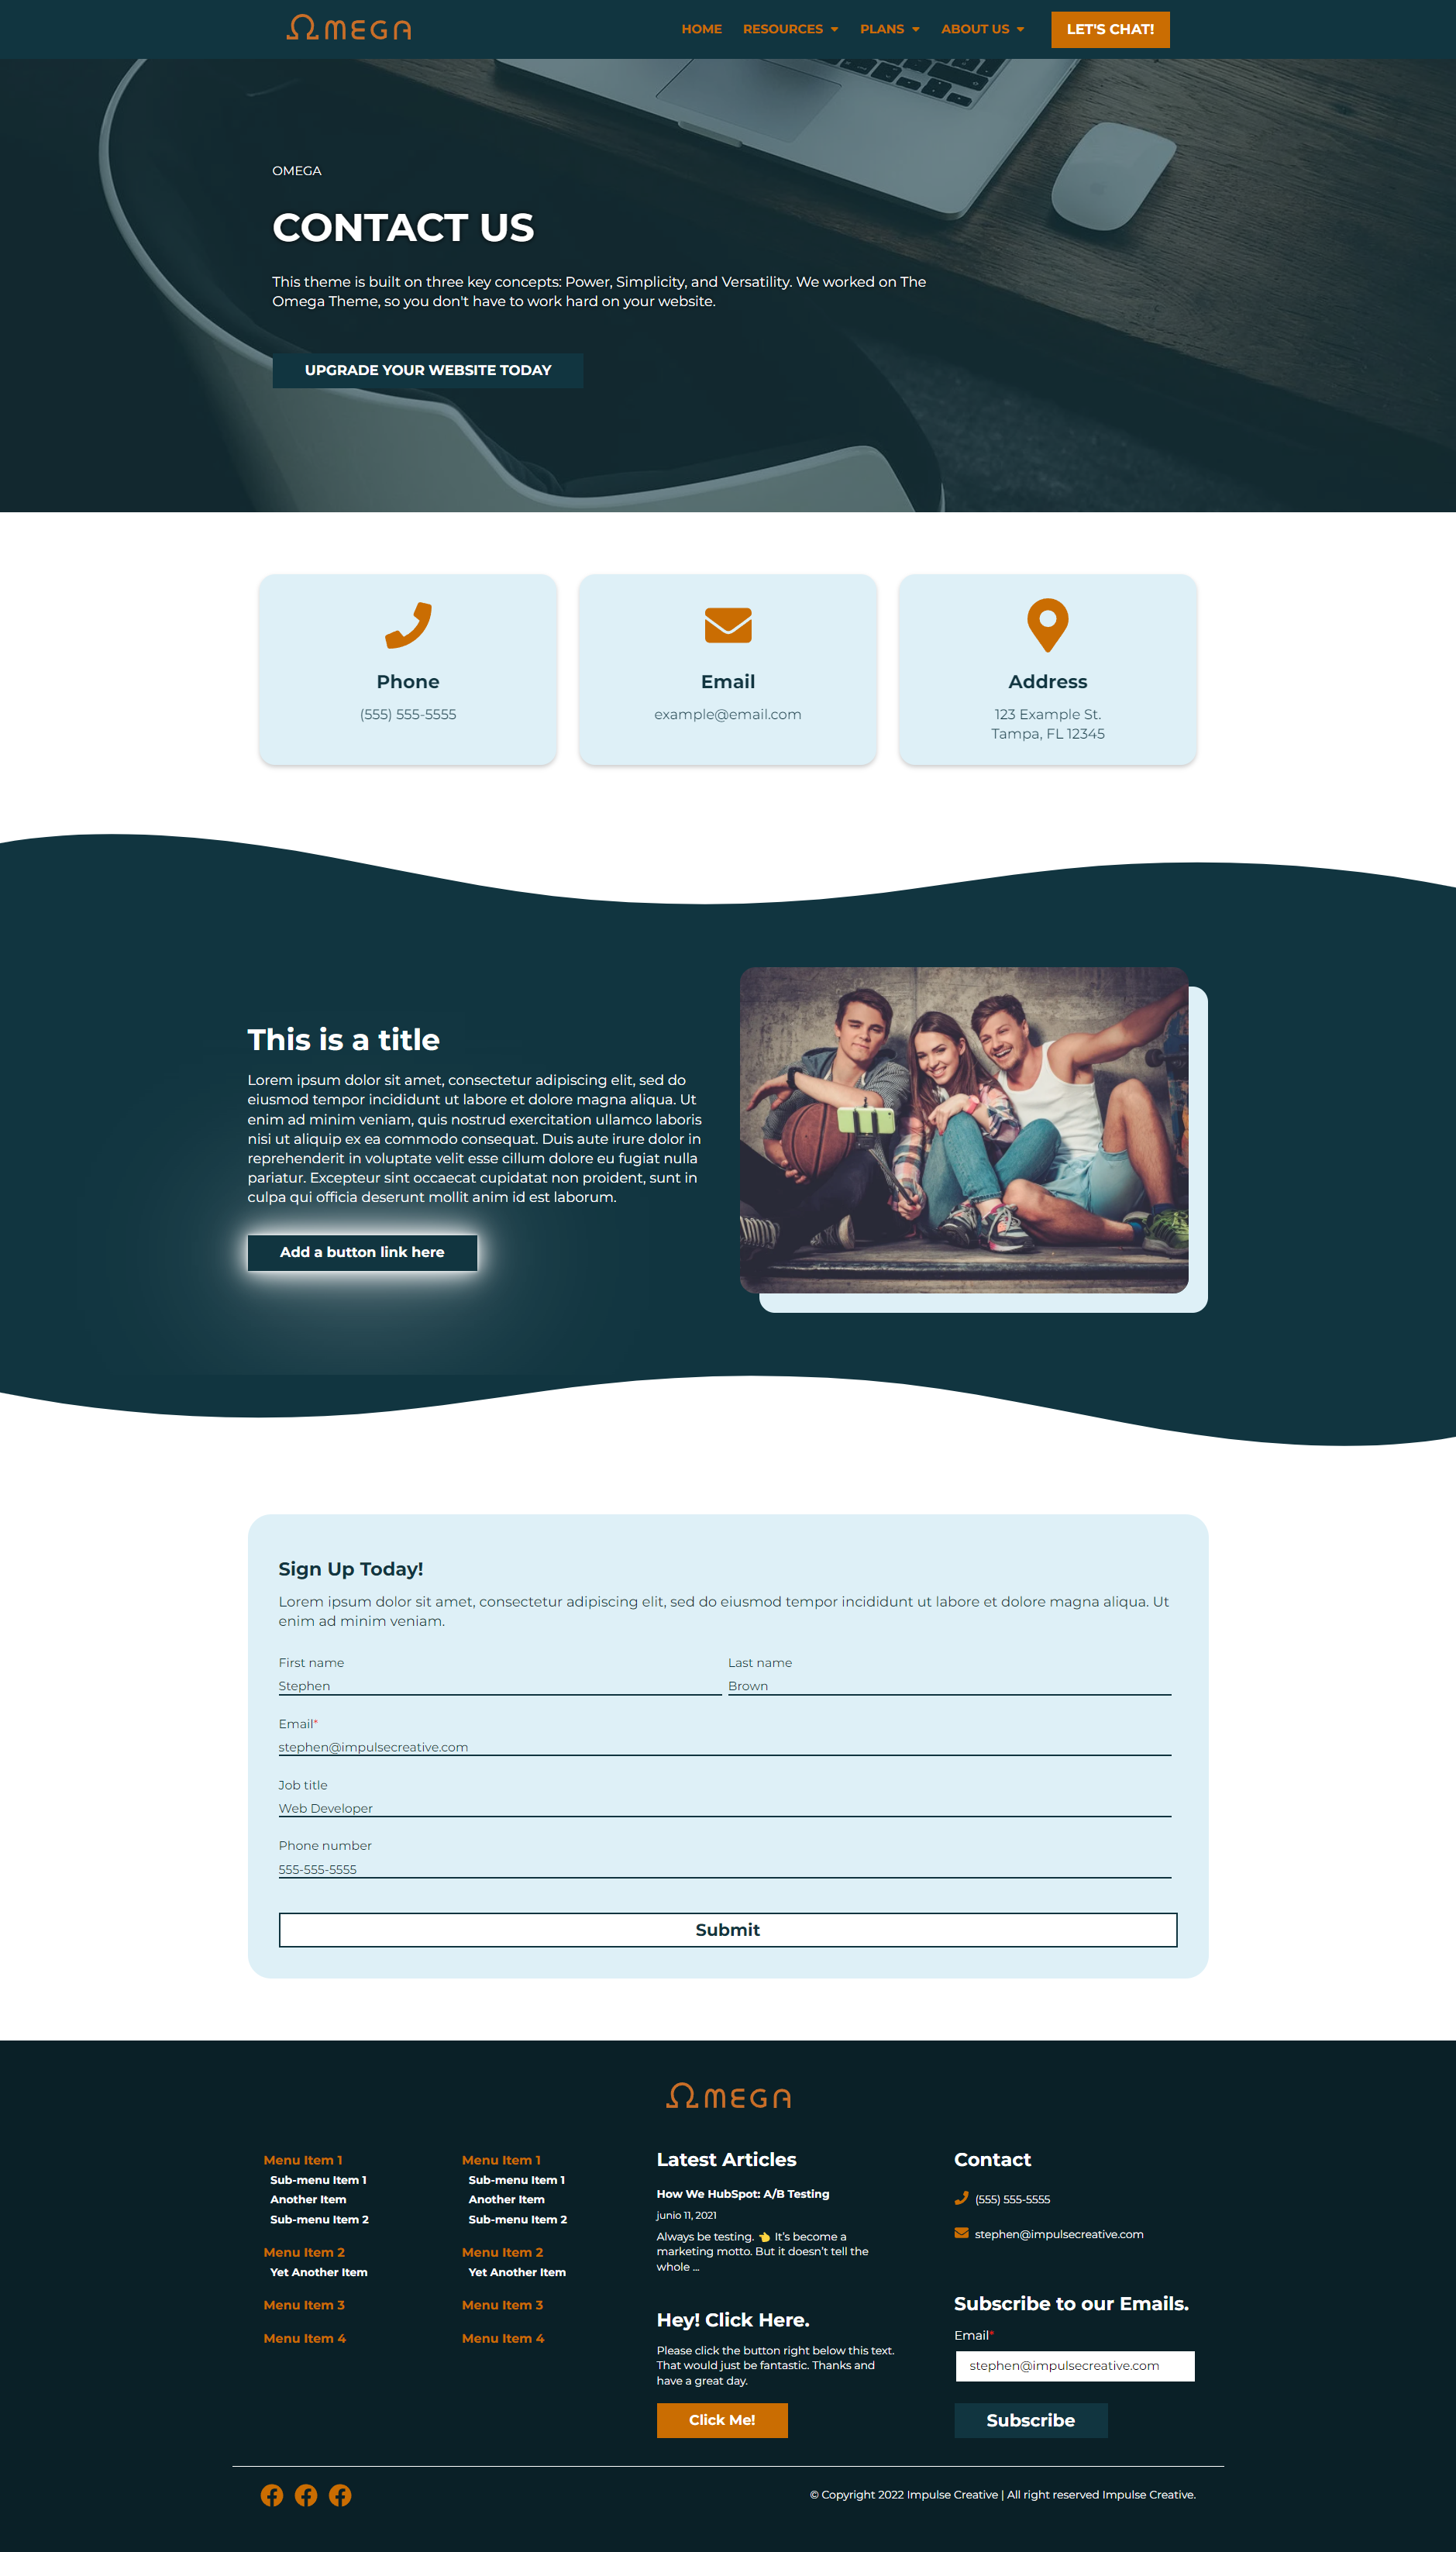 ΩMEGA
HOME RESOURCES PLANS ABOUT US LET'S CHAT!
OMEGA
CONTACT US
This theme is built on three key concepts: Power, Simplicity, and Versatility. We worked on The
Omega Theme, so you don't have to work hard on your website.
UPGRADE YOUR WEBSITE TODAY
Phone
(555) 555-5555
Email
example@email.com
Address
123 Example St.
Tampa, FL 12345
This is a title
Lorem ipsum dolor sit amet, consectetur adipiscing elit, sed do
eiusmod tempor incididunt ut labore et dolore magna aliqua. Ut
enim ad minim veniam, quis nostrud exercitation ullamco laboris
nisi ut aliquip ex ea commodo consequat. Duis aute irure dolor in
reprehenderit in voluptate velit esse cillum dolore eu fugiat nulla
pariatur. Excepteur sint occaecat cupidatat non proident, sunt in
culpa qui officia deserunt mollit anim id est laborum.
Add a button link here
Sign Up Today!
Lorem ipsum dolor sit amet, consectetur adipiscing elit, sed do eiusmod tempor incididunt ut labore et dolore magna aliqua. Ut
enim ad minim veniam.
First name
Stephen
Last name
Brown
Email*
stephen@impulsecreative.com
Job title
Web Developer
Phone number
555-555-5555
Submit
ΩMEGA
Menu Item 1
Sub-menu Item 1
Another Item
Sub-menu Item 2
Menu Item 2
Yet Another Item
Menu Item 3
Menu Item 4
Menu Item 1
Sub-menu Item 1
Another Item
Sub-menu Item 2
Menu Item 2
Yet Another Item
Menu Item 3
Menu Item 4
Latest Articles
How We HubSpot: A/B Testing
junio 11, 2021
Always be testing. 👈 It's become a
marketing motto. But it doesn't tell the
whole ...
Hey! Click Here.
Please click the button right below this text.
That would just be fantastic. Thanks and
have a great day.
Click Me!
Contact
(555) 555-5555
stephen@impulsecreative.com
Subscribe to our Emails.
Email*
stephen@impulsecreative.com
Subscribe
© Copyright 2022 Impulse Creative | All right reserved Impulse Creative.